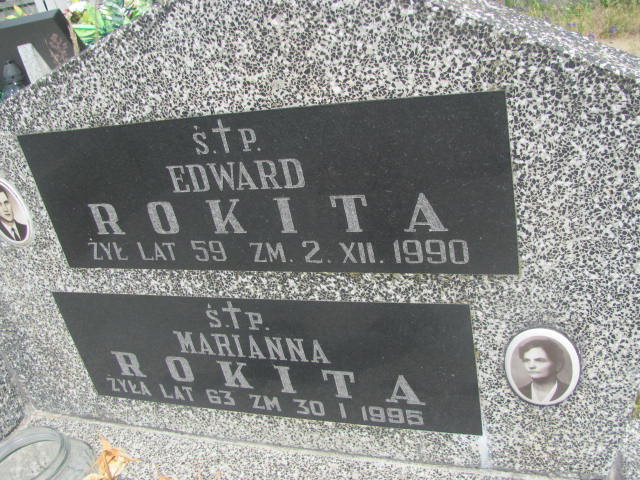 Ś.†P.
EDWARD
ROKITA
ŻYŁ LAT 59 ZM. 2. XII. 1990
Ś.†P.
MARIANNA
ROKITA
ŻYŁA LAT 63 ZM 30 I 1995